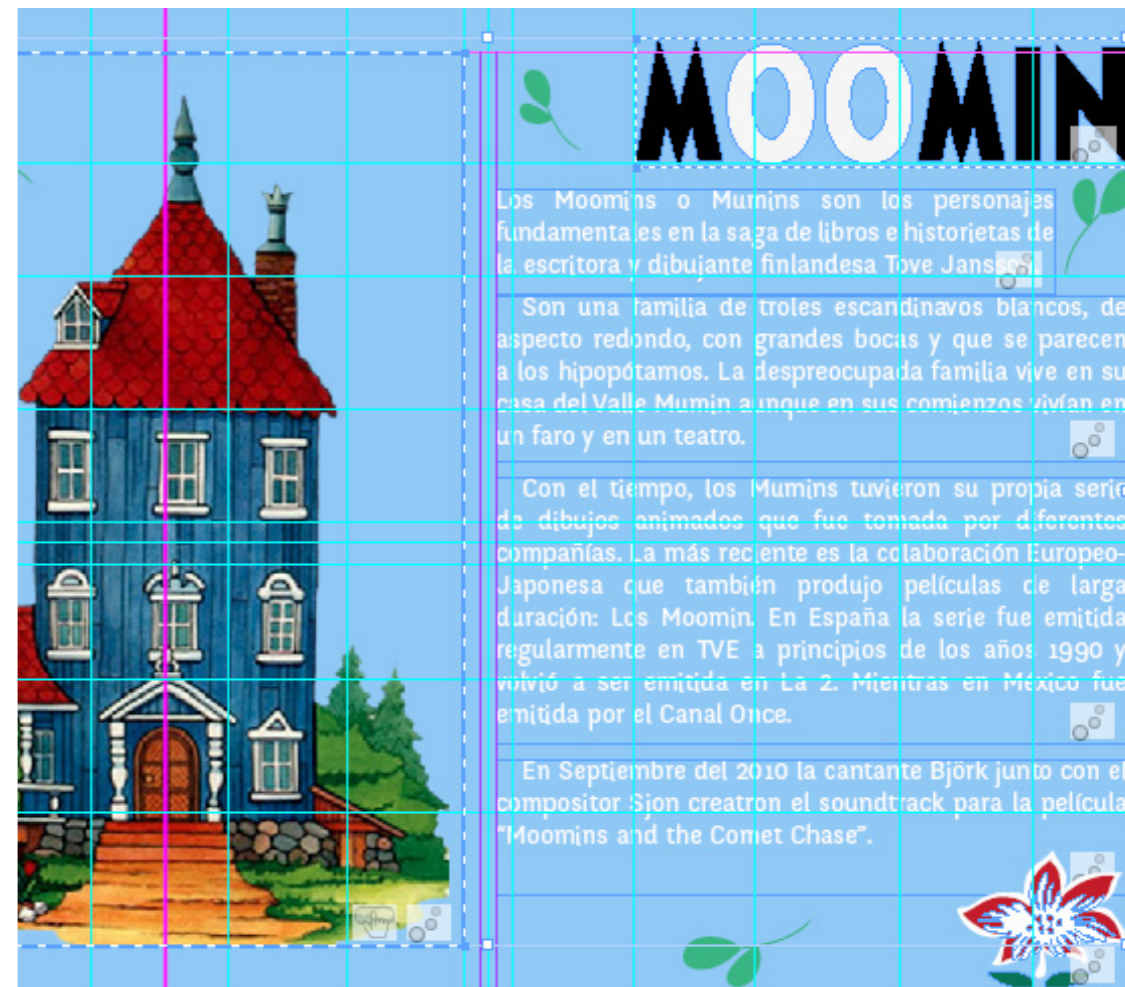 MOOMIN
Los Moomins o Mumins son los personajes
fundamentales en la saga de libros e historietas de
la escritora y dibujante finlandesa Tove Jansson.
Son una familia de troles escandinavos blancos, de
aspecto redondo, con grandes bocas y que se parecen
a los hipopótamos. La despreocupada familia vive en su
casa del Valle Mumin aunque en sus comienzos vivían en
un faro y en un teatro.
Con el tiempo, los Mumins tuvieron su propia serie
de dibujos animados que fue tomada por diferentes
compañías. La más reciente es la colaboración Europeo-
Japonesa que también produjo películas de larga
duración: Los Moomin. En España la serie fue emitida
regularmente en TVE a principios de los años 1990 y
volvió a ser emitida en La 2. Mientras en México fue
emitida por el Canal Once.
En Septiembre del 2010 la cantante Björk junto con el
compositor Sjon creatron el soundtrack para la película
“Moomins and the Comet Chase”.